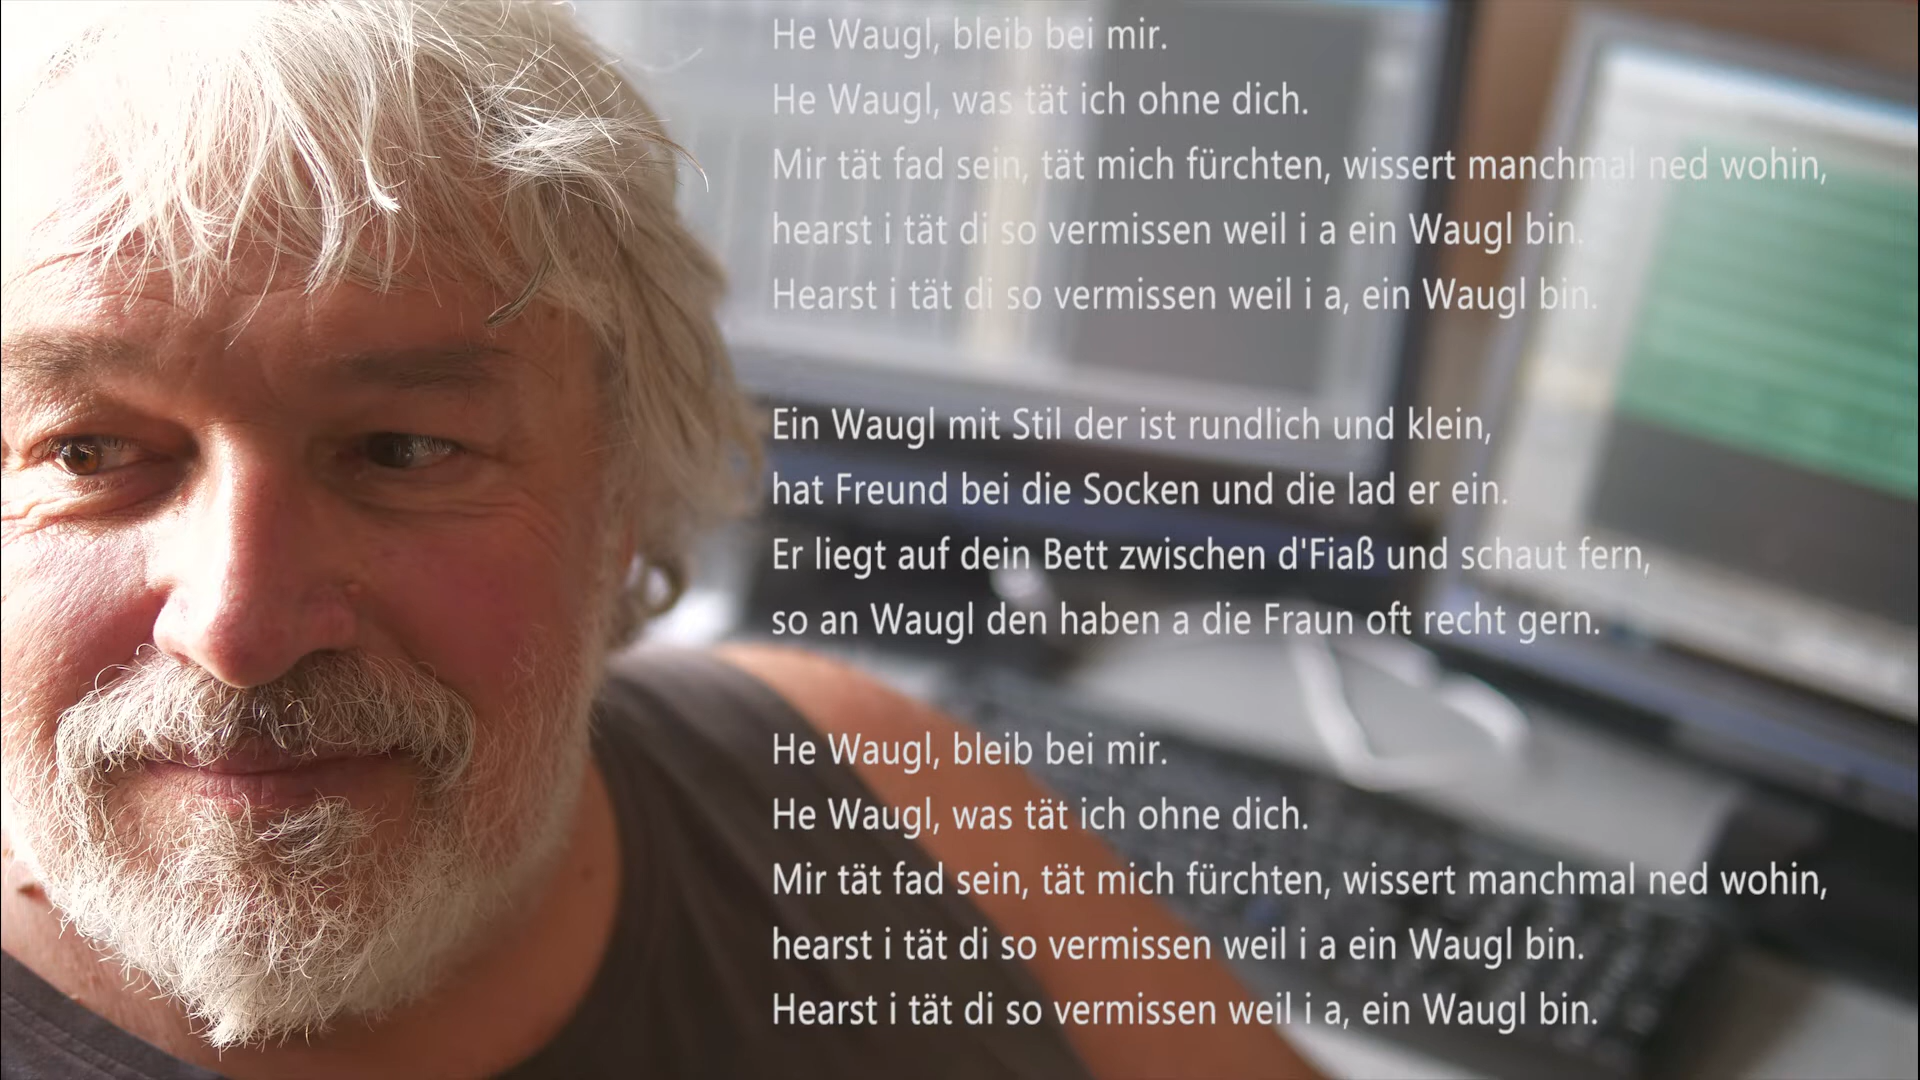 He Waugl, bleib bei mir.
He Waugl, was tät ich ohne dich.
Mir tät fad sein, tät mich fürchten, wissert manchmal ned wohin,
hearst i tät di so vermissen weil i a ein Waugl bin.
Hearst i tät di so vermissen weil i a, ein Waugl bin.
Ein Waugl mit Stil der ist rundlich und klein,
hat Freund bei die Socken und die lad er ein.
Er liegt auf dein Bett zwischen d'Fiaß und schaut fern,
so an Waugl den haben a die Fraun oft recht gern.
He Waugl, bleib bei mir.
He Waugl, was tät ich ohne dich.
Mir tät fad sein, tät mich fürchten, wissert manchmal ned wohin,
hearst i tät di so vermissen weil i a ein Waugl bin.
Hearst i tät di so vermissen weil i a, ein Waugl bin.